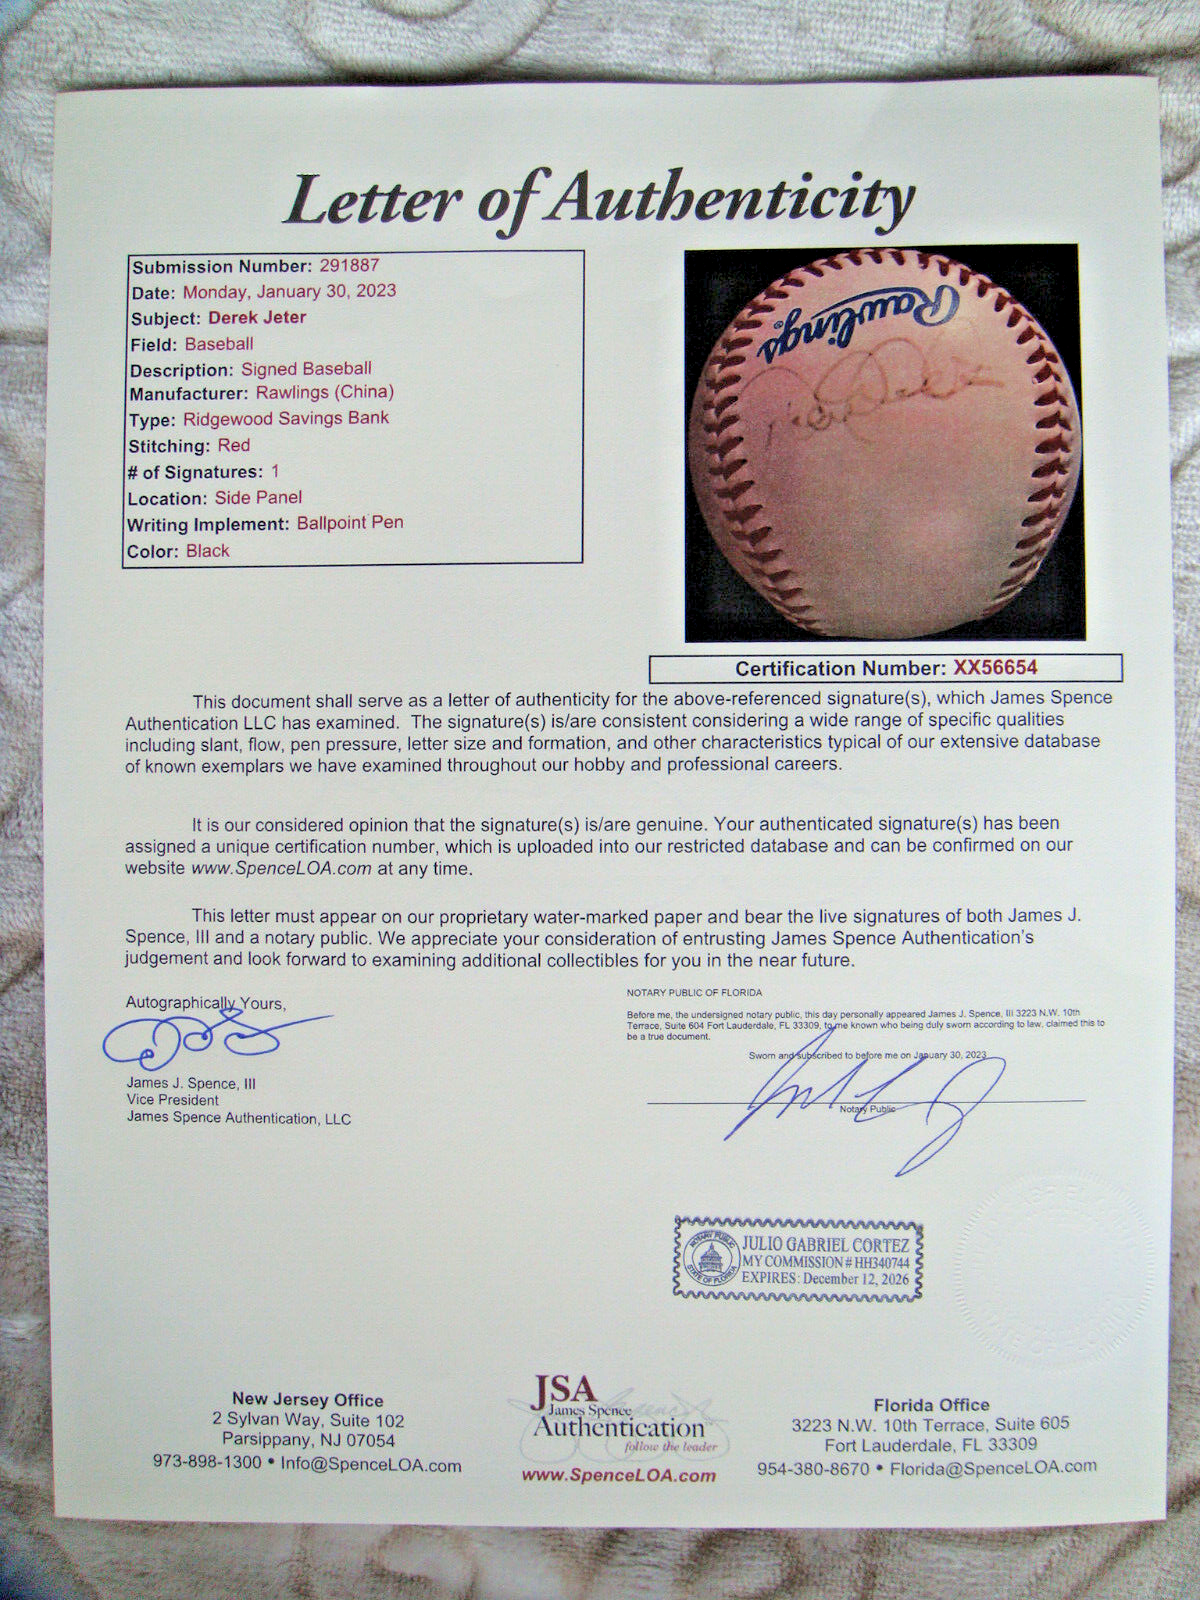 Letter of Authenticity
Submission Number: 291887
Date: Monday, January 30, 2023
Subject: Derek Jeter
Field: Baseball
Description: Signed Baseball
Manufacturer: Rawlings (China)
Type: Ridgewood Savings Bank
Stitching: Red
# of Signatures: 1
Location: Side Panel
Writing Implement: Ballpoint Pen
Color: Black
Rawlings
Certification Number: XX56654
This document shall serve as a letter of authenticity for the above-referenced signature(s), which James Spence
Authentication LLC has examined. The signature(s) is/are consistent considering a wide range of specific qualities
including slant, flow, pen pressure, letter size and formation, and other characteristics typical of our extensive database
of known exemplars we have examined throughout our hobby and professional careers.
It is our considered opinion that the signature(s) is/are genuine. Your authenticated signature(s) has been
assigned a unique certification number, which is uploaded into our restricted database and can be confirmed on our
website www.SpenceLOA.com at any time.
This letter must appear on our proprietary water-marked paper and bear the live signatures of both James J.
Spence, III and a notary public. We appreciate your consideration of entrusting James Spence Authentication's
judgement and look forward to examining additional collectibles for you in the near future.
Autographically Yours,
James J. Spence, III
Vice President
James Spence Authentication, LLC
NOTARY PUBLIC OF FLORIDA
Before me, the undersigned notary public, this day personally appeared James J. Spence, III 3223 N.W. 10th
Terrace, Suite 604 Fort Lauderdale, FL 33309, to me known who being duly sworn according to law, claimed this to
be a true document.
Sworn and subscribed to before me on January 30, 2023
Notary Public
NOTARY PUBLIC
STATE OF FLORIDA
JULIO GABRIEL CORTEZ
MY COMMISSION # HH340744
EXPIRES: December 12, 2026
New Jersey Office
2 Sylvan Way, Suite 102
Parsippany, NJ 07054
973-898-1300 • Info@SpenceLOA.com
JSA
James Spence
Authentication
follow the leader
www.SpenceLOA.com
Florida Office
3223 N.W. 10th Terrace, Suite 605
Fort Lauderdale, FL 33309
954-380-8670 • Florida@SpenceLOA.com